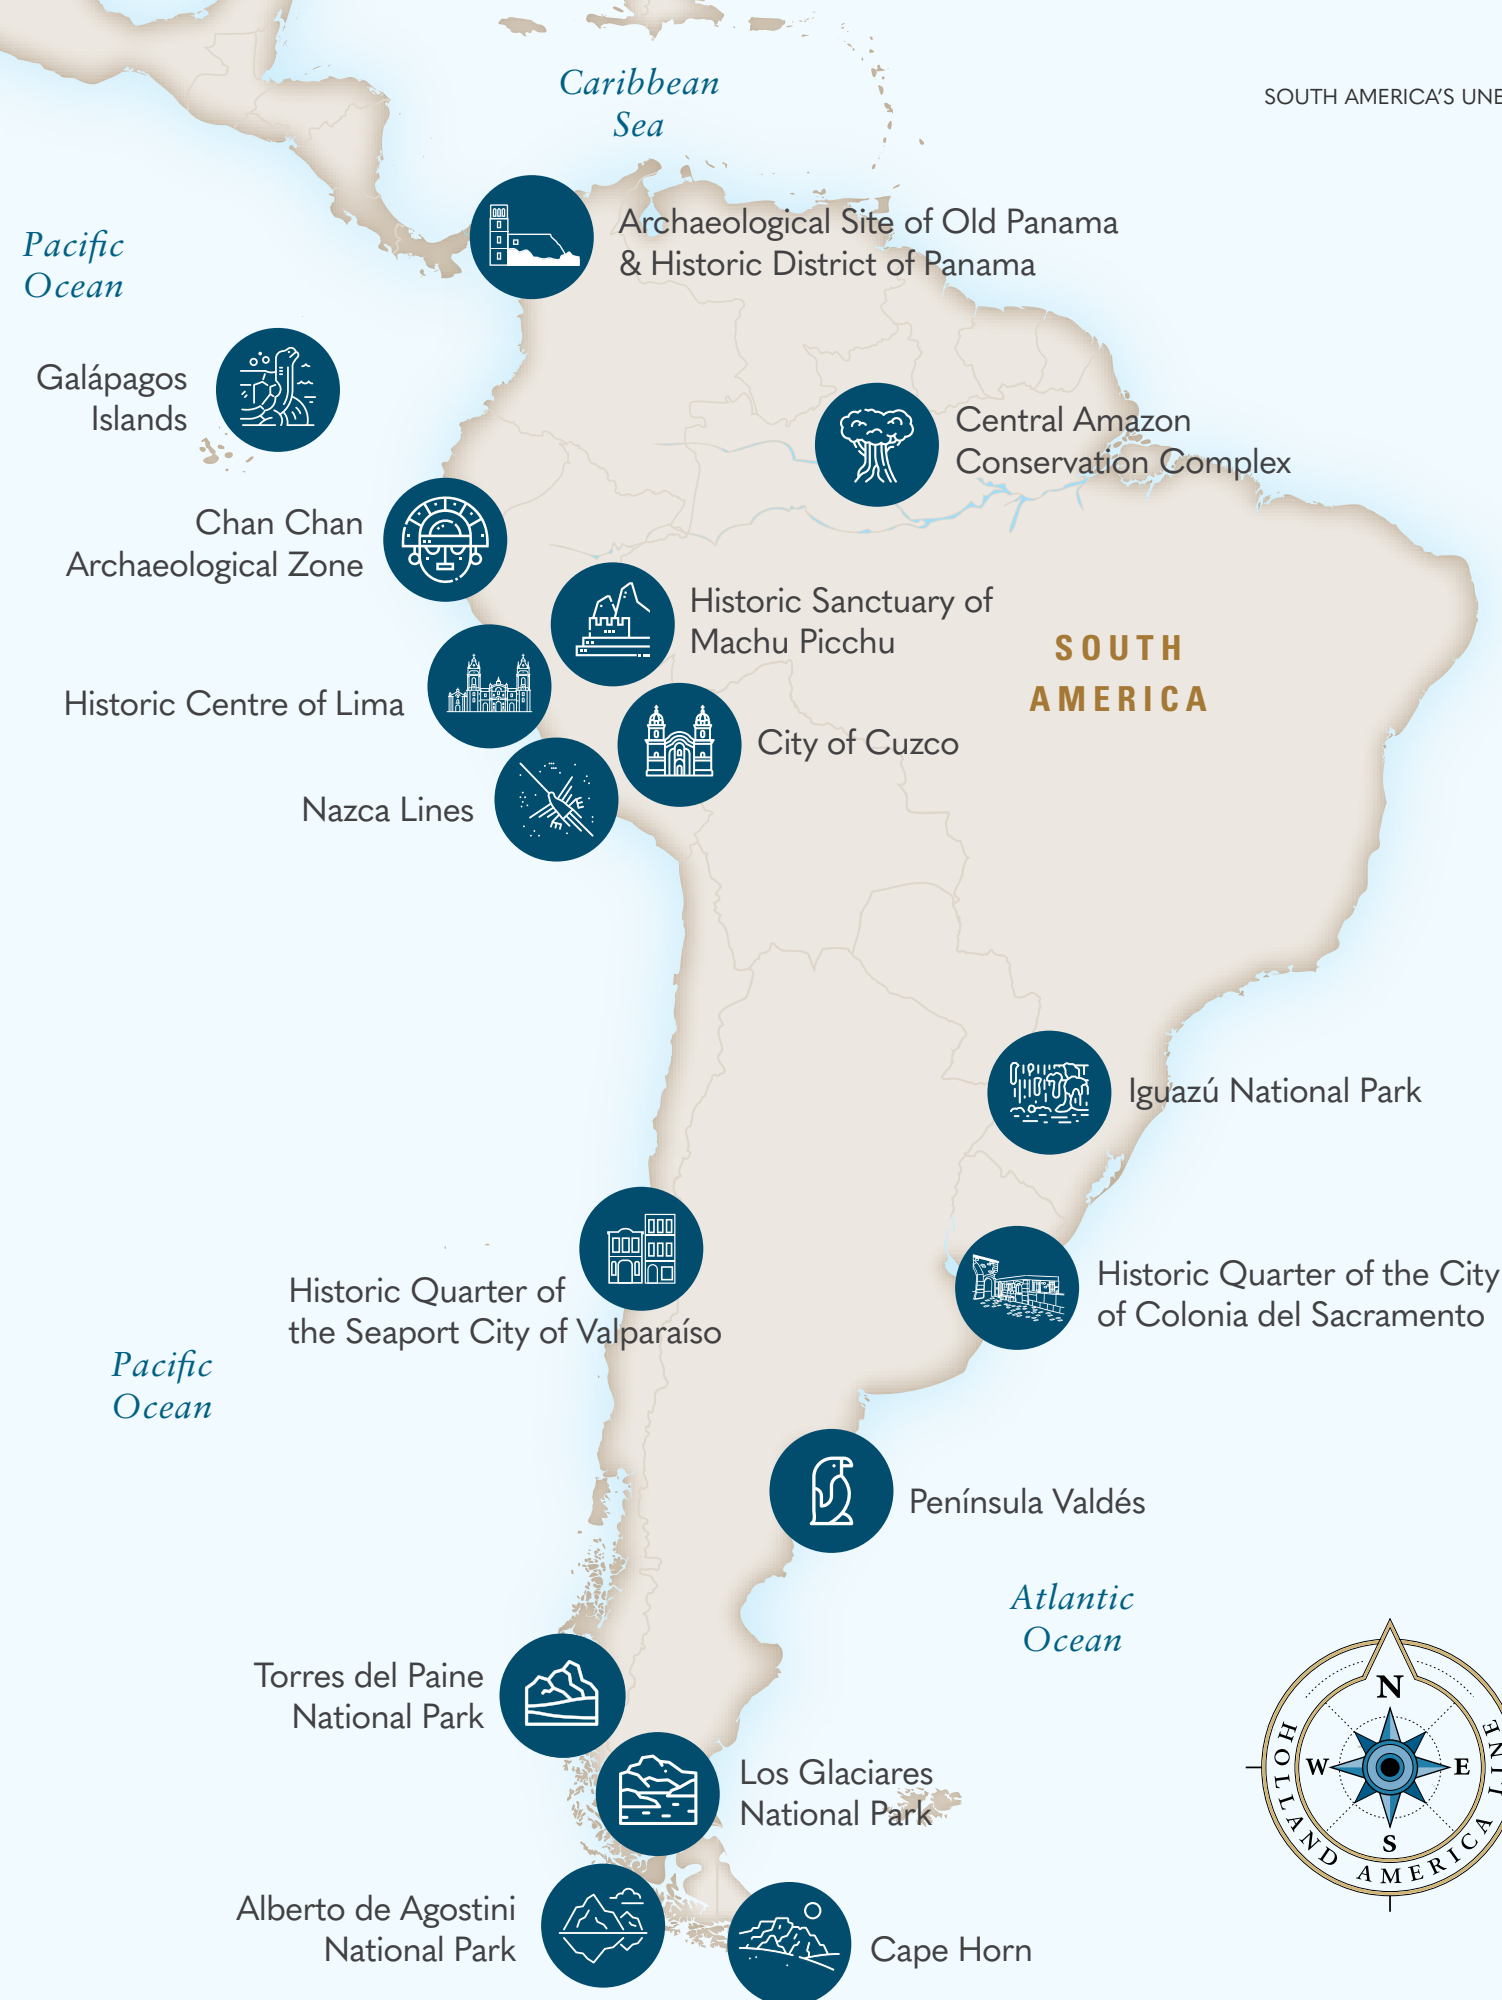 Caribbean
Sea
SOUTH AMERICA'S UNE
Archaeological Site of Old Panama
& Historic District of Panama
Pacific
Ocean
Galápagos
Islands
Central Amazon
Conservation Complex
Chan Chan
Archaeological Zone
Historic Sanctuary of
Machu Picchu
SOUTH
AMERICA
Historic Centre of Lima
City of Cuzco
Nazca Lines
Iguazú National Park
Historic Quarter of
the Seaport City of Valparaíso
Historic Quarter of the City
of Colonia del Sacramento
Pacific
Ocean
Península Valdés
Atlantic
Ocean
Torres del Paine
National Park
Los Glaciares
National Park
Alberto de Agostini
National Park
Cape Horn
N
W
E
S
HOLLAND AMERICA LINE